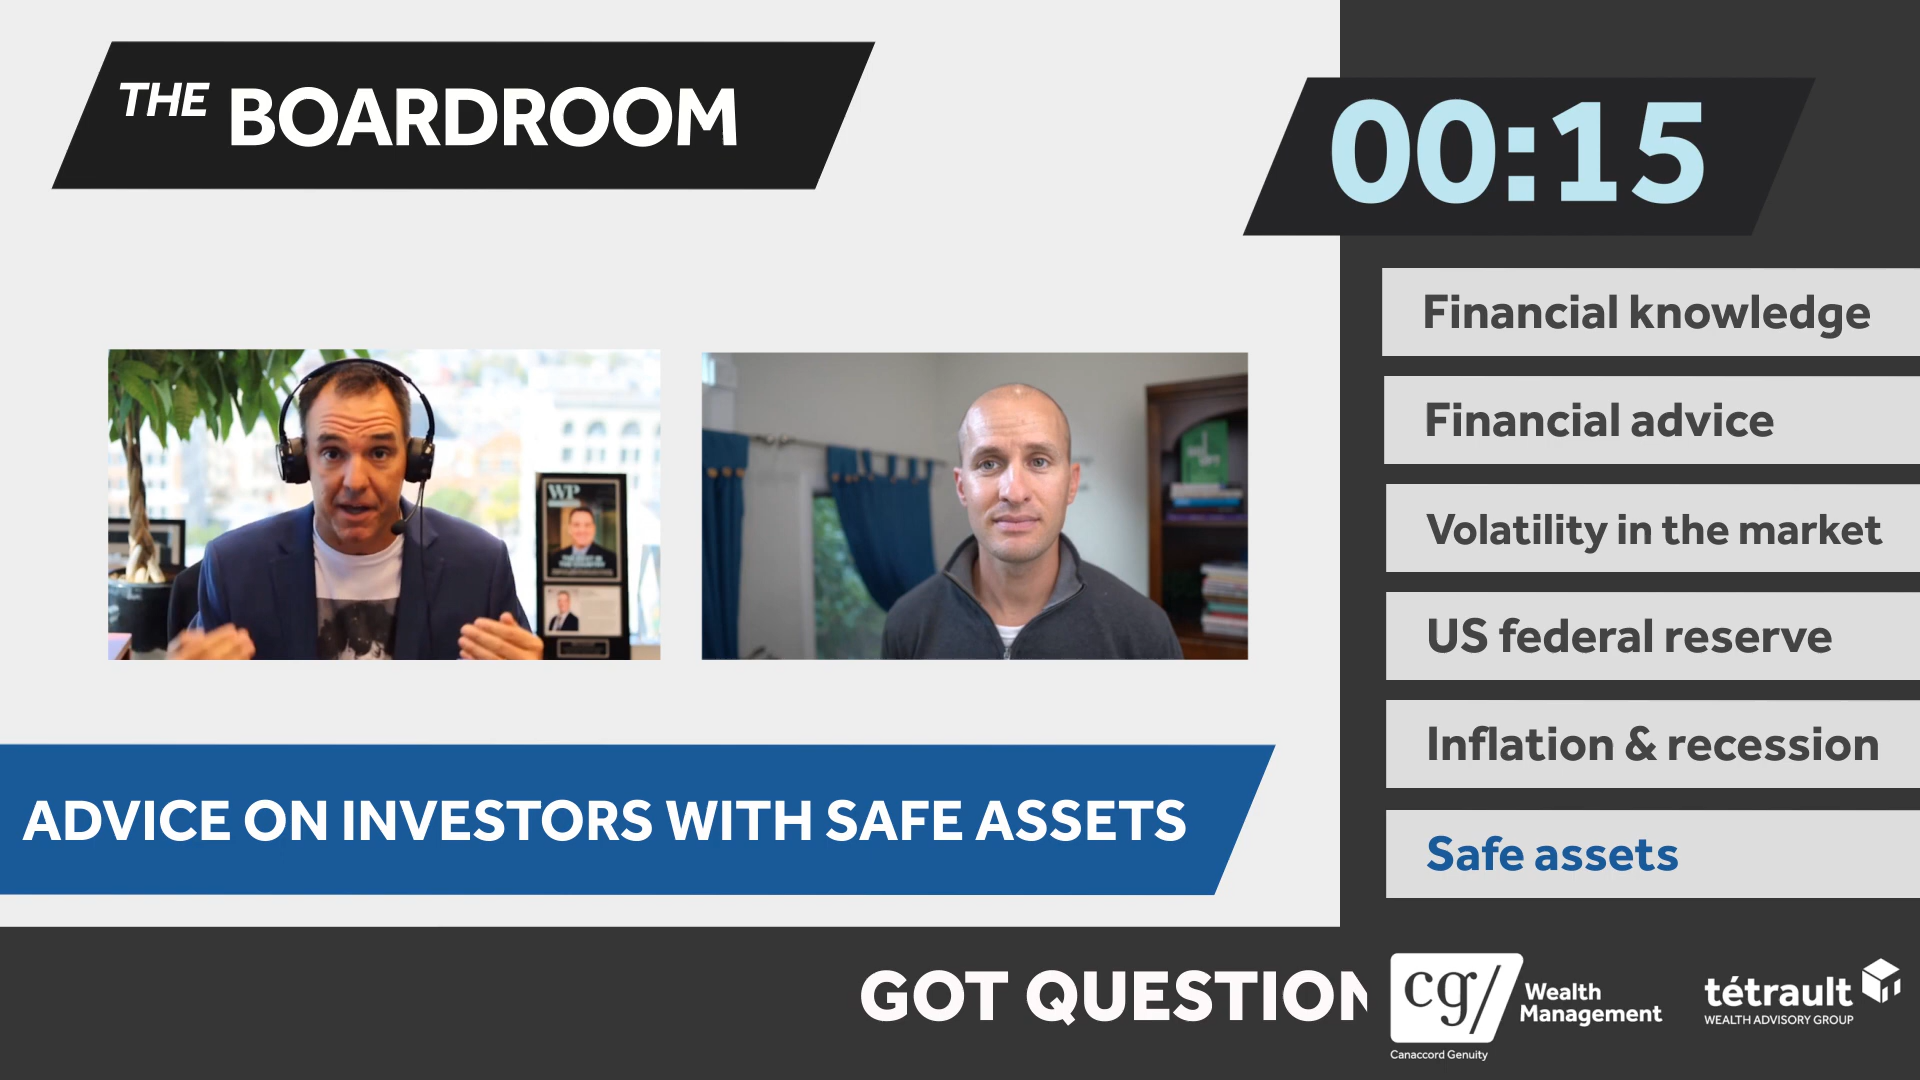 THE BOARDROOM
00:15
Financial knowledge
Financial advice
Volatility in the market
US federal reserve
Inflation & recession
Safe assets
WP
ADVICE ON INVESTORS WITH SAFE ASSETS
GOT QUESTION
cg/
Wealth
Management
Canaccord Genuity
tétrault
WEALTH ADVISORY GROUP